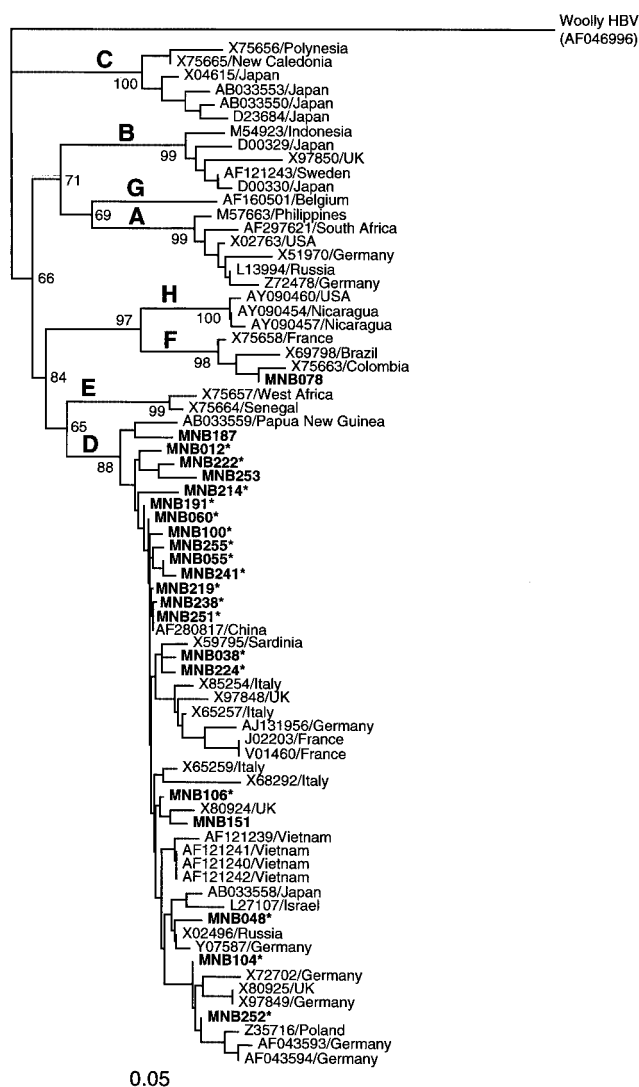 Woolly HBV
(AF046996)
C
X75656/Polynesia
X75665/New Caledonia
X04615/Japan
100
AB033553/Japan
AB033550/Japan
D23684/Japan
B
M54923/Indonesia
D00329/Japan
99
X97850/UK
AF121243/Sweden
71
D00330/Japan
G
AF160501/Belgium
69
A
M57663/Philippines
AF297621/South Africa
99
X02763/USA
X51970/Germany
66
L13994/Russia
Z72478/Germany
H
AY090460/USA
97
100
AY090454/Nicaragua
AY090457/Nicaragua
F
X75658/France
98
X69798/Brazil
X75663/Colombia
84
MNB078
E
X75657/West Africa
99
X75664/Senegal
65
AB033559/Papua New Guinea
D
MNB187
88
MNB012*
MNB222*
MNB253
MNB214*
MNB191*
MNB060*
MNB100*
MNB255*
MNB055*
MNB241*
MNB219*
MNB238*
MNB251*
AF280817/China
X59795/Sardinia
MNB038*
MNB224*
X85254/Italy
X97848/UK
X65257/Italy
AJ131956/Germany
J02203/France
V01460/France
X65259/Italy
X68292/Italy
MNB106*
X80924/UK
MNB151
AF121239/Vietnam
AF121241/Vietnam
AF121240/Vietnam
AF121242/Vietnam
AB033558/Japan
L27107/Israel
MNB048*
X02496/Russia
Y07587/Germany
MNB104*
X72702/Germany
X80925/UK
X97849/Germany
MNB252*
Z35716/Poland
AF043593/Germany
AF043594/Germany
0.05